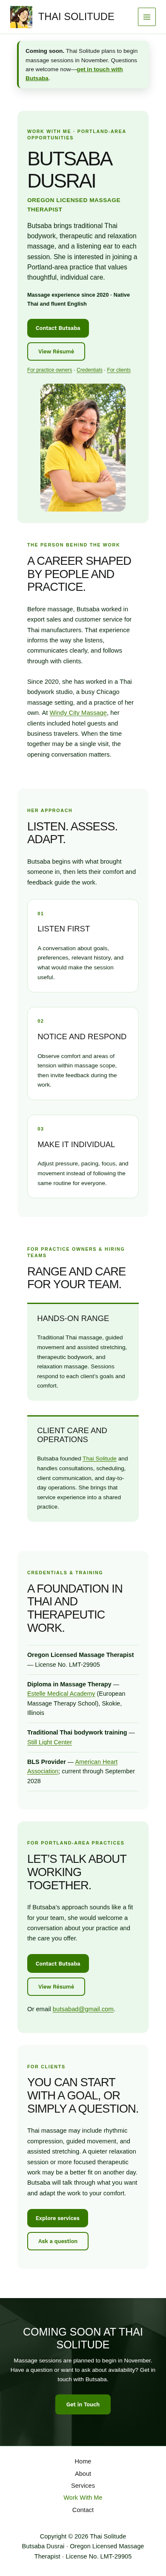 THAI SOLITUDE
Coming soon. Thai Solitude plans to begin
massage sessions in November. Questions
are welcome now—get in touch with
Butsaba.
WORK WITH ME · PORTLAND-AREA
OPPORTUNITIES
BUTSABA
DUSRAI
OREGON LICENSED MASSAGE
THERAPIST
Butsaba brings traditional Thai
bodywork, therapeutic and relaxation
massage, and a listening ear to each
session. She is interested in joining a
Portland-area practice that values
thoughtful, individual care.
Massage experience since 2020 · Native
Thai and fluent English
Contact Butsaba
View Résumé
For practice owners · Credentials · For clients
THE PERSON BEHIND THE WORK
A CAREER SHAPED
BY PEOPLE AND
PRACTICE.
Before massage, Butsaba worked in
export sales and customer service for
Thai manufacturers. That experience
informs the way she listens,
communicates clearly, and follows
through with clients.
Since 2020, she has worked in a Thai
bodywork studio, a busy Chicago
massage setting, and a practice of her
own. At Windy City Massage, her
clients included hotel guests and
business travelers. When the time
together may be a single visit, the
opening conversation matters.
HER APPROACH
LISTEN. ASSESS.
ADAPT.
Butsaba begins with what brought
someone in, then lets their comfort and
feedback guide the work.
01
LISTEN FIRST
A conversation about goals,
preferences, relevant history, and
what would make the session
useful.
02
NOTICE AND RESPOND
Observe comfort and areas of
tension within massage scope,
then invite feedback during the
work.
03
MAKE IT INDIVIDUAL
Adjust pressure, pacing, focus, and
movement instead of following the
same routine for everyone.
FOR PRACTICE OWNERS & HIRING
TEAMS
RANGE AND CARE
FOR YOUR TEAM.
HANDS-ON RANGE
Traditional Thai massage, guided
movement and assisted stretching,
therapeutic bodywork, and
relaxation massage. Sessions
respond to each client's goals and
comfort.
CLIENT CARE AND
OPERATIONS
Butsaba founded Thai Solitude and
handles consultations, scheduling,
client communication, and day-to-
day operations. She brings that
service experience into a shared
practice.
CREDENTIALS & TRAINING
A FOUNDATION IN
THAI AND
THERAPEUTIC
WORK.
Oregon Licensed Massage Therapist
— License No. LMT-29905
Diploma in Massage Therapy —
Estelle Medical Academy (European
Massage Therapy School), Skokie,
Illinois
Traditional Thai bodywork training —
Still Light Center
BLS Provider — American Heart
Association; current through September
2028
FOR PORTLAND-AREA PRACTICES
LET'S TALK ABOUT
WORKING
TOGETHER.
If Butsaba's approach sounds like a fit
for your team, she would welcome a
conversation about your practice and
the care you offer.
Contact Butsaba
View Résumé
Or email butsabad@gmail.com.
FOR CLIENTS
YOU CAN START
WITH A GOAL, OR
SIMPLY A QUESTION.
Thai massage may include rhythmic
compression, guided movement, and
assisted stretching. A quieter relaxation
session or more focused therapeutic
work may be a better fit on another day.
Butsaba will talk through what you want
and adapt the work to your comfort.
Explore services
Ask a question
COMING SOON AT THAI
SOLITUDE
Massage sessions are planned to begin in November.
Have a question or want to ask about availability? Get in
touch with Butsaba.
Get in Touch
Home
About
Services
Work With Me
Contact
Copyright © 2026 Thai Solitude
Butsaba Dusrai · Oregon Licensed Massage
Therapist · License No. LMT-29905